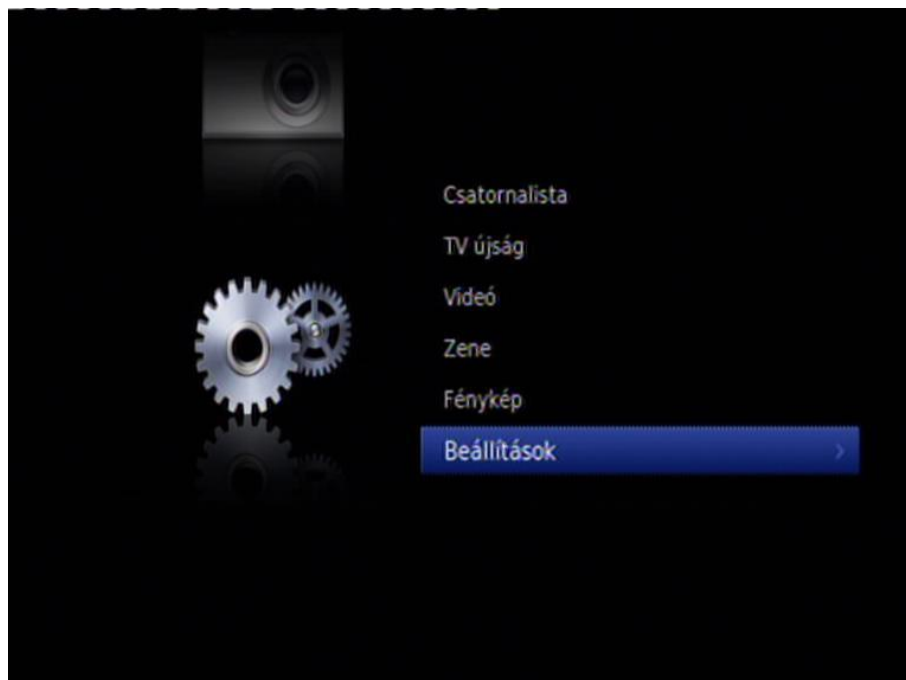 Csatornalista
TV újság
Videó
Zene
Fénykép
Beállítások